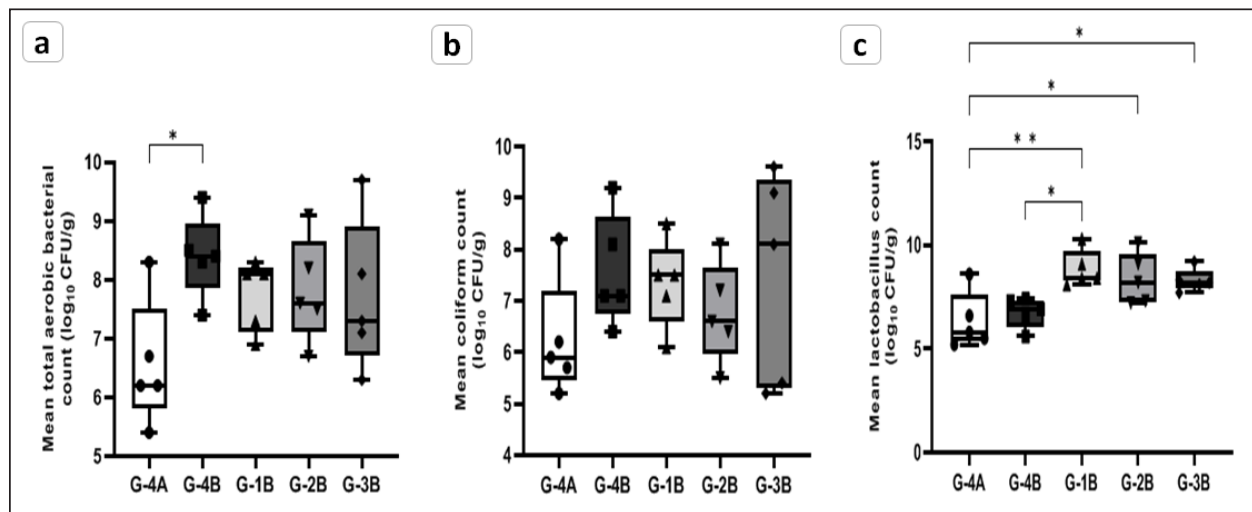 a
Mean total aerobic bacterial
count (log₁₀ CFU/g)
*
10
9
8
7
6
5
G-4A G-4B G-1B G-2B G-3B
b
Mean coliform count
(log₁₀ CFU/g)
10
9
8
7
6
5
4
G-4A G-4B G-1B G-2B G-3B
c
Mean lactobacillus count
(log₁₀ CFU/g)
*
*
* *
*
15
10
5
0
G-4A G-4B G-1B G-2B G-3B